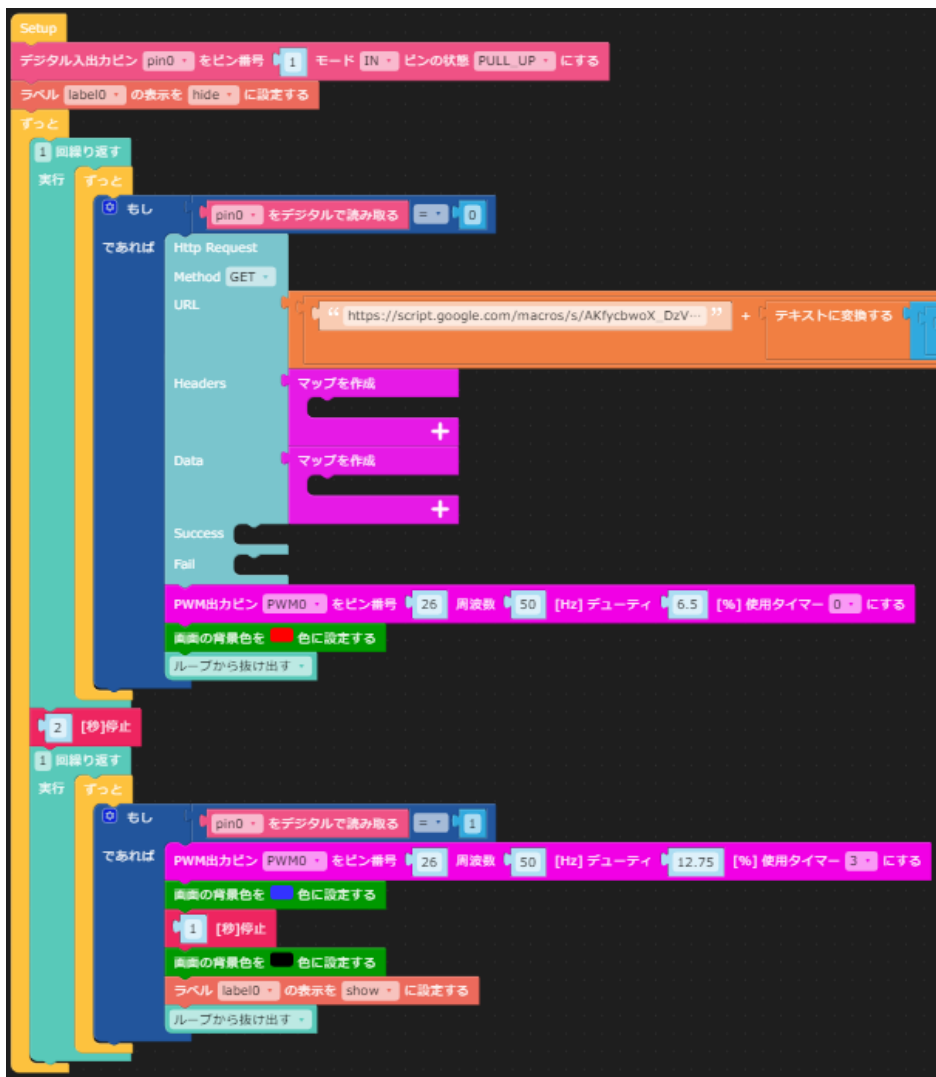 Setup
デジタル入出力ピン pin0 をピン番号 1 モード IN ピンの状態 PULL_UP にする
ラベル label0 の表示を hide に設定する
ずっと
1 回繰り返す
実行 ずっと
もし pin0 をデジタルで読み取る = 0
であれば Http Request
Method GET
URL “ https://script.google.com/macros/s/AKfycbwoX_DzV… ” + テキストに変換する
Headers マップを作成
+
Data マップを作成
+
Success
Fail
PWM出力ピン PWM0 をピン番号 26 周波数 50 [Hz] デューティ 6.5 [%] 使用タイマー 0 にする
画面の背景色を 色に設定する
ループから抜け出す
2 [秒]停止
1 回繰り返す
実行 ずっと
もし pin0 をデジタルで読み取る = 1
であれば PWM出力ピン PWM0 をピン番号 26 周波数 50 [Hz] デューティ 12.75 [%] 使用タイマー 3 にする
画面の背景色を 色に設定する
1 [秒]停止
画面の背景色を 色に設定する
ラベル label0 の表示を show に設定する
ループから抜け出す